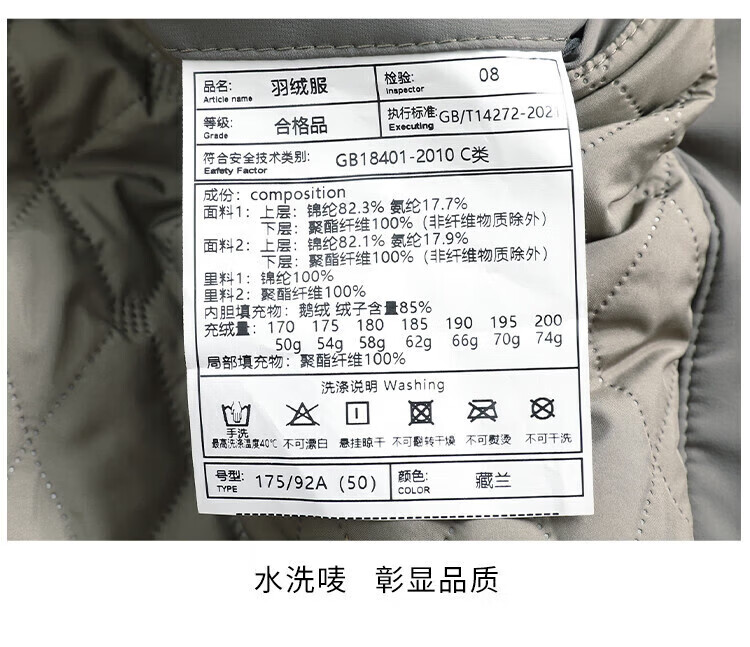 品名: 羽绒服 检验: 08
Article name Inspector
等级: 合格品 执行标准: GB/T14272-2021
Grade Executing
符合安全技术类别: GB18401-2010 C类
Eafety Factor
成份: composition
面料1: 上层: 锦纶82.3% 氨纶17.7%
下层: 聚酯纤维100% (非纤维物质除外)
面料2: 上层: 锦纶82.1% 氨纶17.9%
下层: 聚酯纤维100% (非纤维物质除外)
里料1: 锦纶100%
里料2: 聚酯纤维100%
内胆填充物: 鹅绒 绒子含量85%
充绒量: 170 175 180 185 190 195 200
50g 54g 58g 62g 66g 70g 74g
局部填充物: 聚酯纤维100%
洗涤说明 Washing
手洗
最高洗涤温度40℃ 不可漂白 悬挂晾干 不可翻转干燥 不可熨烫 不可干洗
号型: 175/92A (50) 颜色: 藏兰
TYPE COLOR
水洗唛 彰显品质